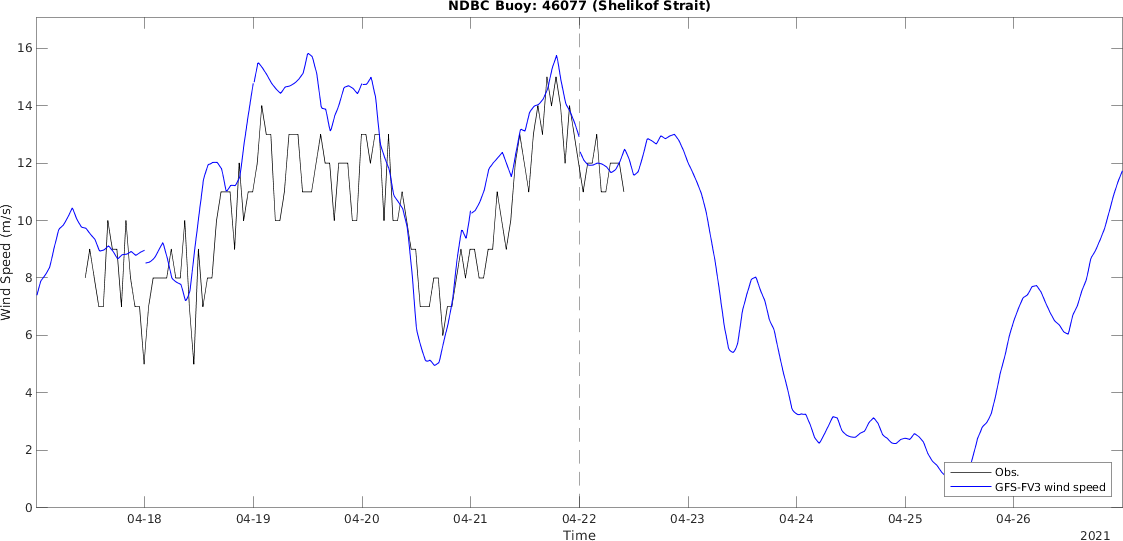 NDBC Buoy: 46077 (Shelikof Strait)
Wind Speed (m/s)
16
14
12
10
8
6
4
2
0
Obs.
GFS-FV3 wind speed
04-18 04-19 04-20 04-21 04-22 04-23 04-24 04-25 04-26
Time
2021